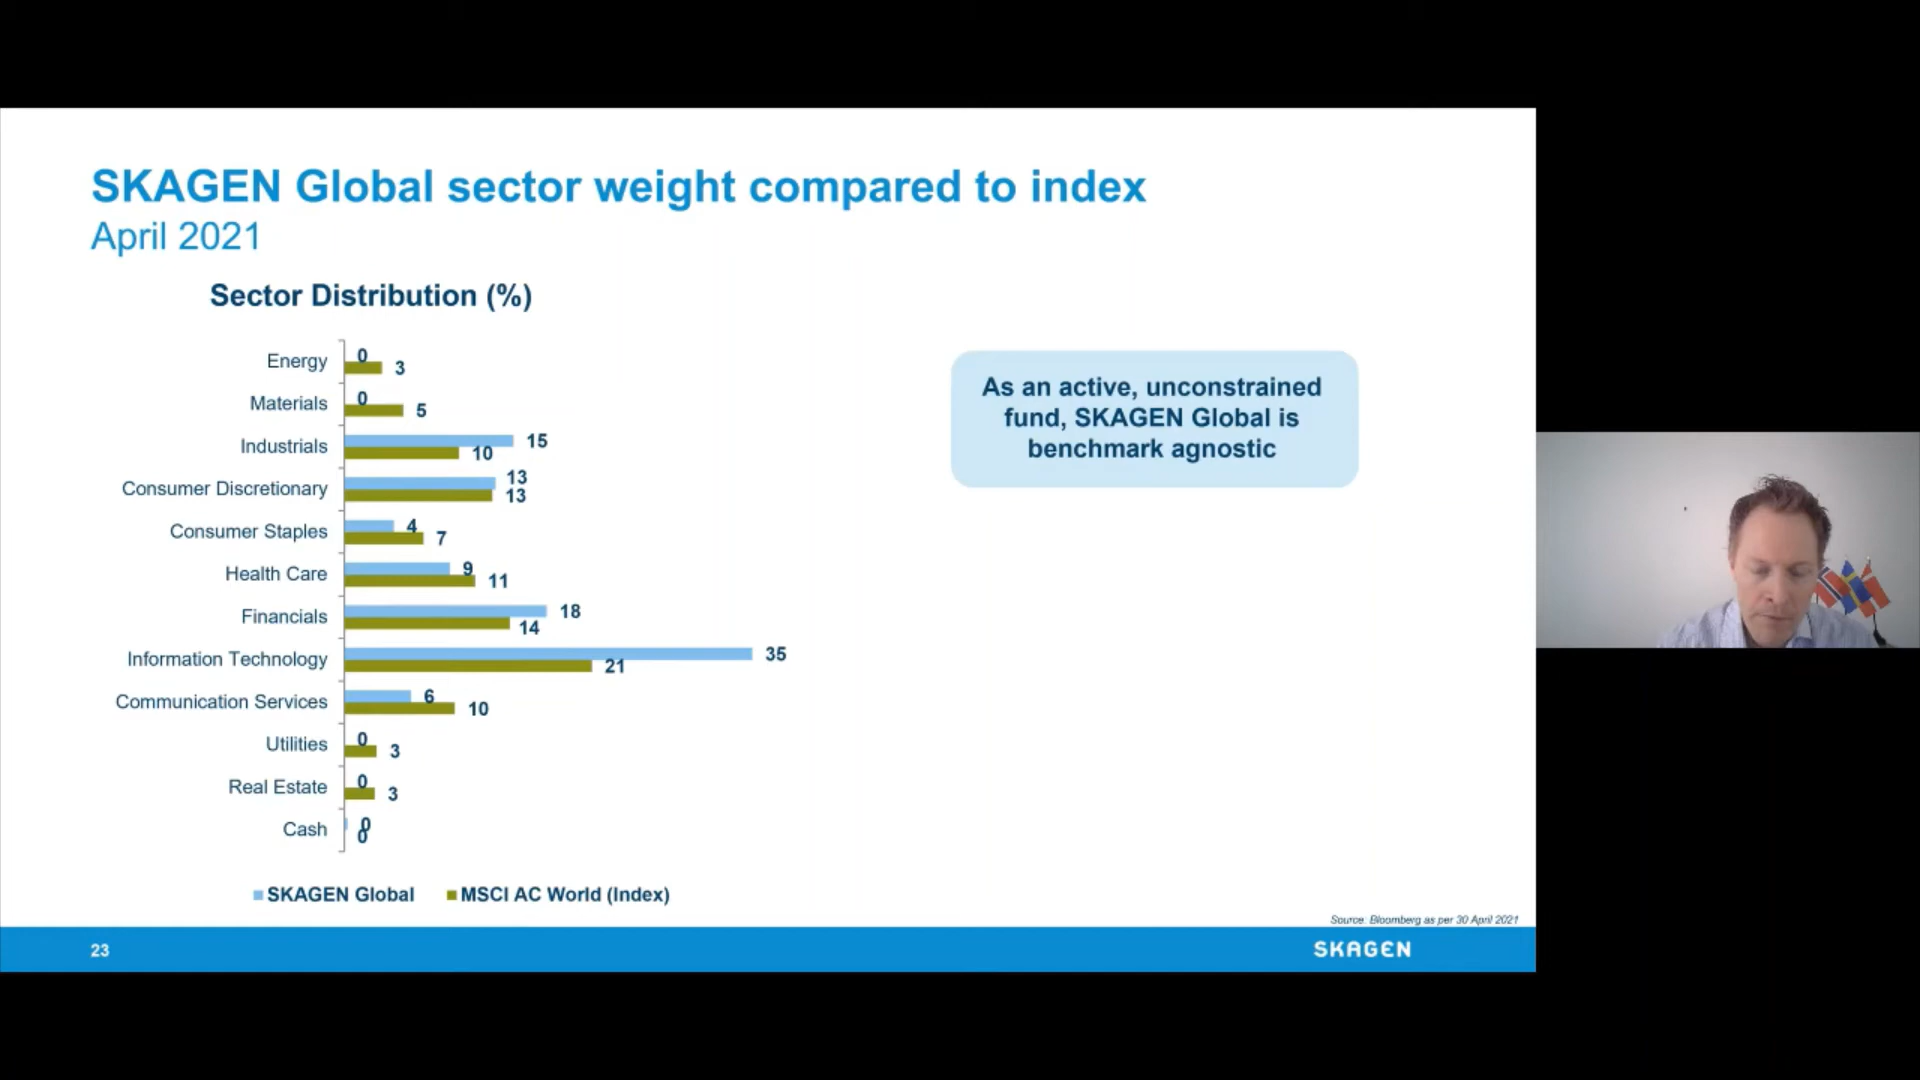 SKAGEN Global sector weight compared to index
April 2021
Sector Distribution (%)
Energy 0 3
Materials 0 5
Industrials 15 10
Consumer Discretionary 13 13
Consumer Staples 4 7
Health Care 9 11
Financials 18 14
Information Technology 35 21
Communication Services 6 10
Utilities 0 3
Real Estate 0 3
Cash 0 0
SKAGEN Global MSCI AC World (Index)
As an active, unconstrained
fund, SKAGEN Global is
benchmark agnostic
Source: Bloomberg as per 30 April 2021
23
SKAGEN